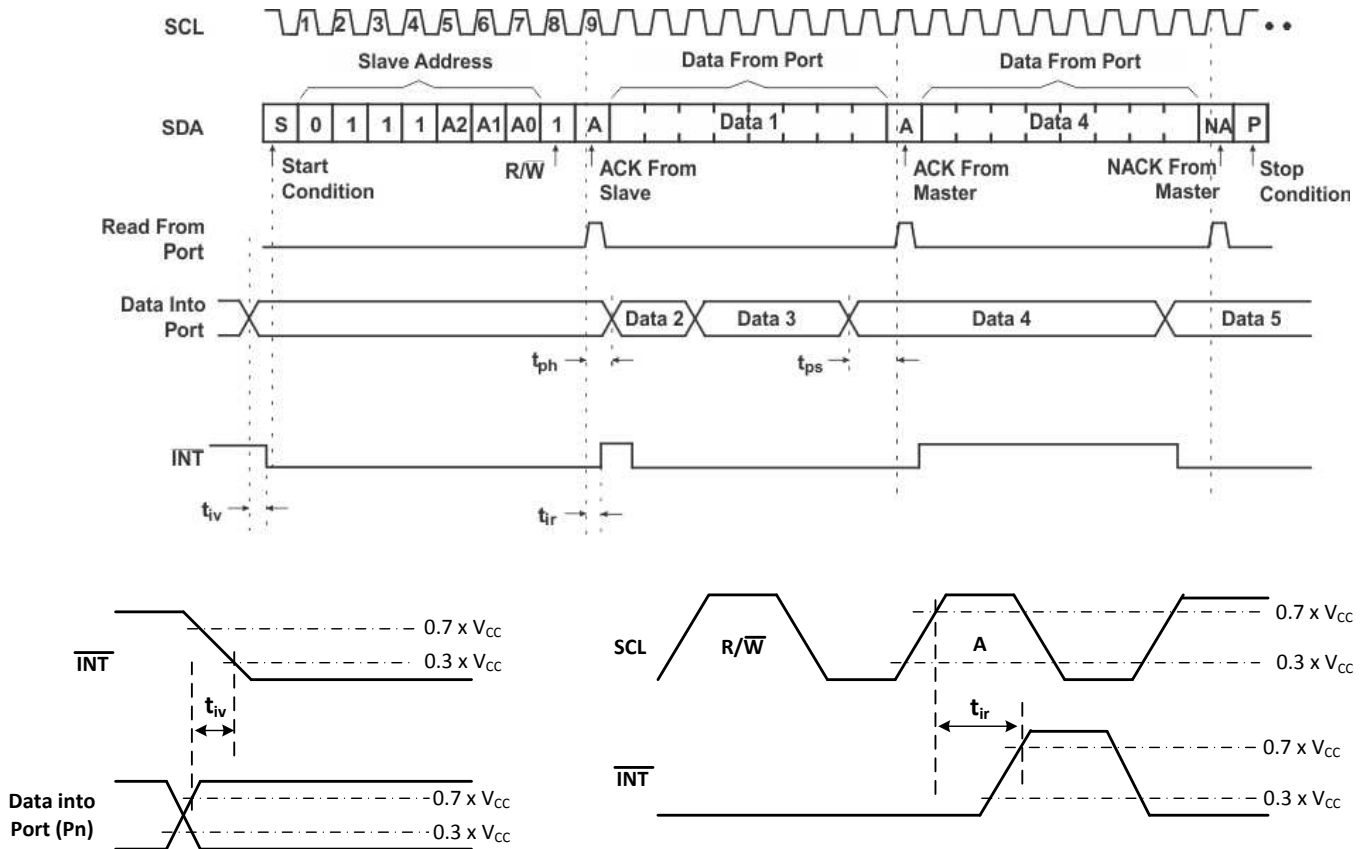 SCL 1 2 3 4 5 6 7 8 9
Slave Address Data From Port Data From Port
SDA S 0 1 1 1 A2 A1 A0 1 A Data 1 A Data 4 NA P
Start Condition
R/W̅
ACK From Slave
ACK From Master
NACK From Master
Stop Condition
Read From Port
Data Into Port Data 2 Data 3 Data 4 Data 5
tph tps
I̅N̅T̅
tiv tir
0.7 x VCC
I̅N̅T̅ 0.3 x VCC
tiv
Data into Port (Pn)
0.7 x VCC
0.3 x VCC
SCL R/W̅ A
0.7 x VCC
0.3 x VCC
tir
I̅N̅T̅
0.7 x VCC
0.3 x VCC